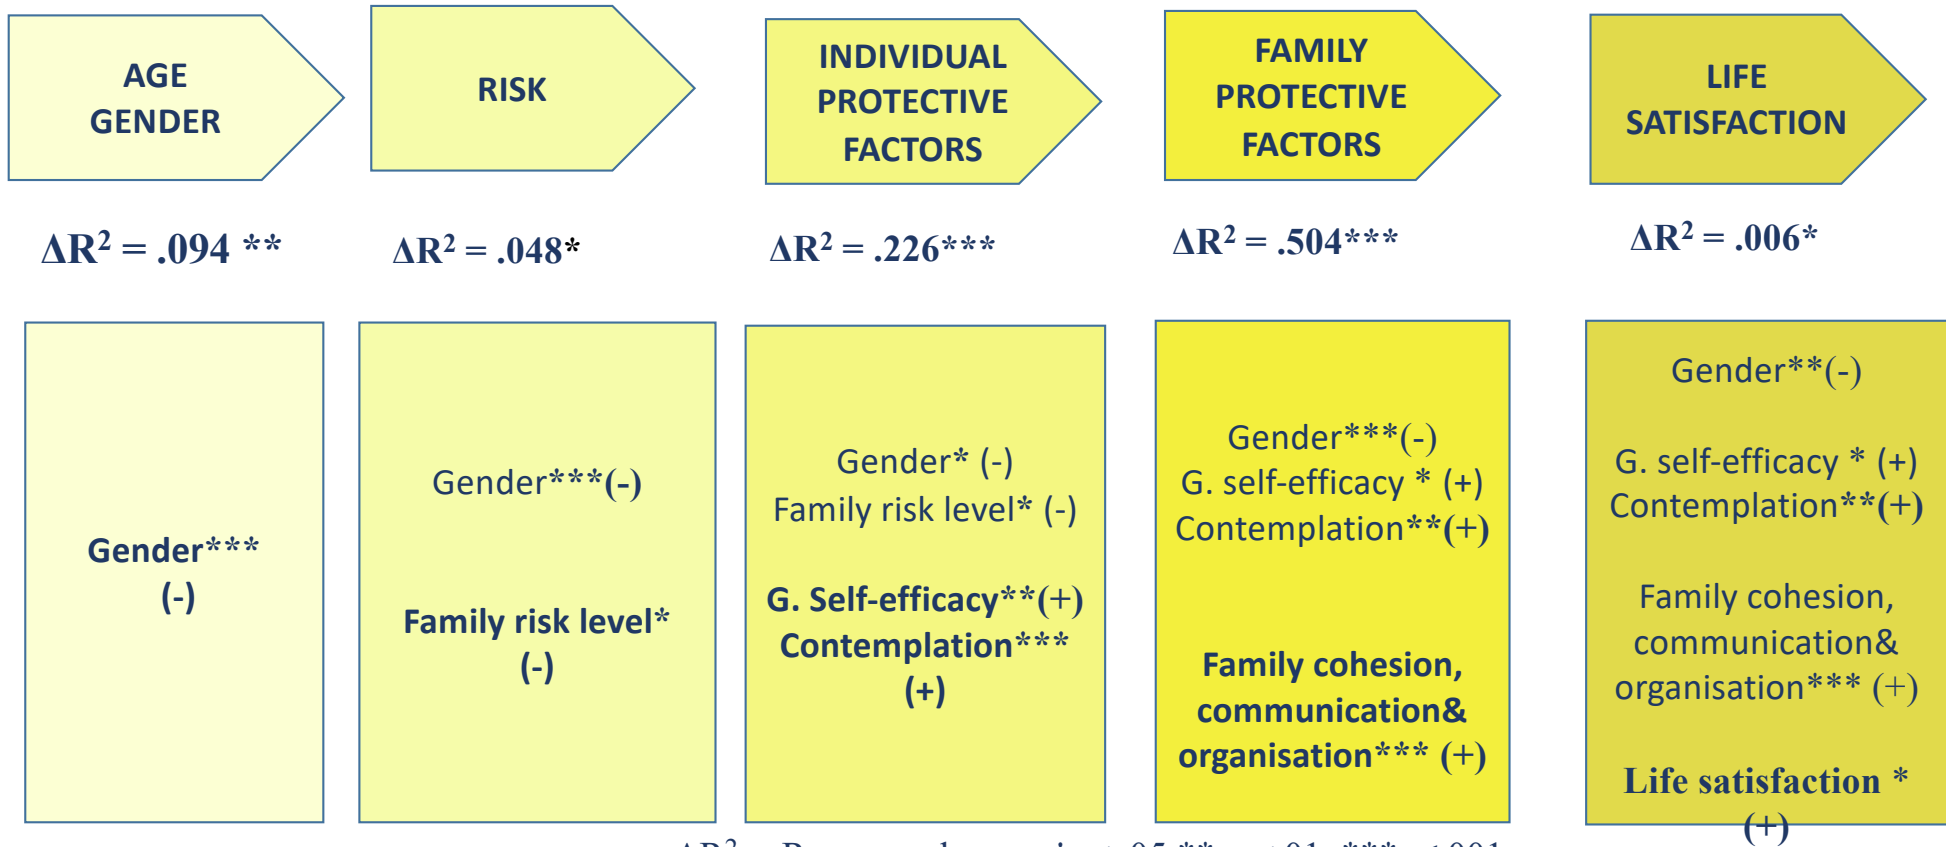 AGE
GENDER
RISK
INDIVIDUAL
PROTECTIVE
FACTORS
FAMILY
PROTECTIVE
FACTORS
LIFE
SATISFACTION
ΔR² = .094 **
ΔR² = .048*
ΔR² = .226***
ΔR² = .504***
ΔR² = .006*
Gender***
(-)
Gender***(-)
Family risk level*
(-)
Gender* (-)
Family risk level* (-)
G. Self-efficacy**(+)
Contemplation***
(+)
Gender***(-)
G. self-efficacy * (+)
Contemplation**(+)
Family cohesion,
communication&
organisation*** (+)
Gender**(-)
G. self-efficacy * (+)
Contemplation**(+)
Family cohesion,
communication&
organisation*** (+)
Life satisfaction *
(+)